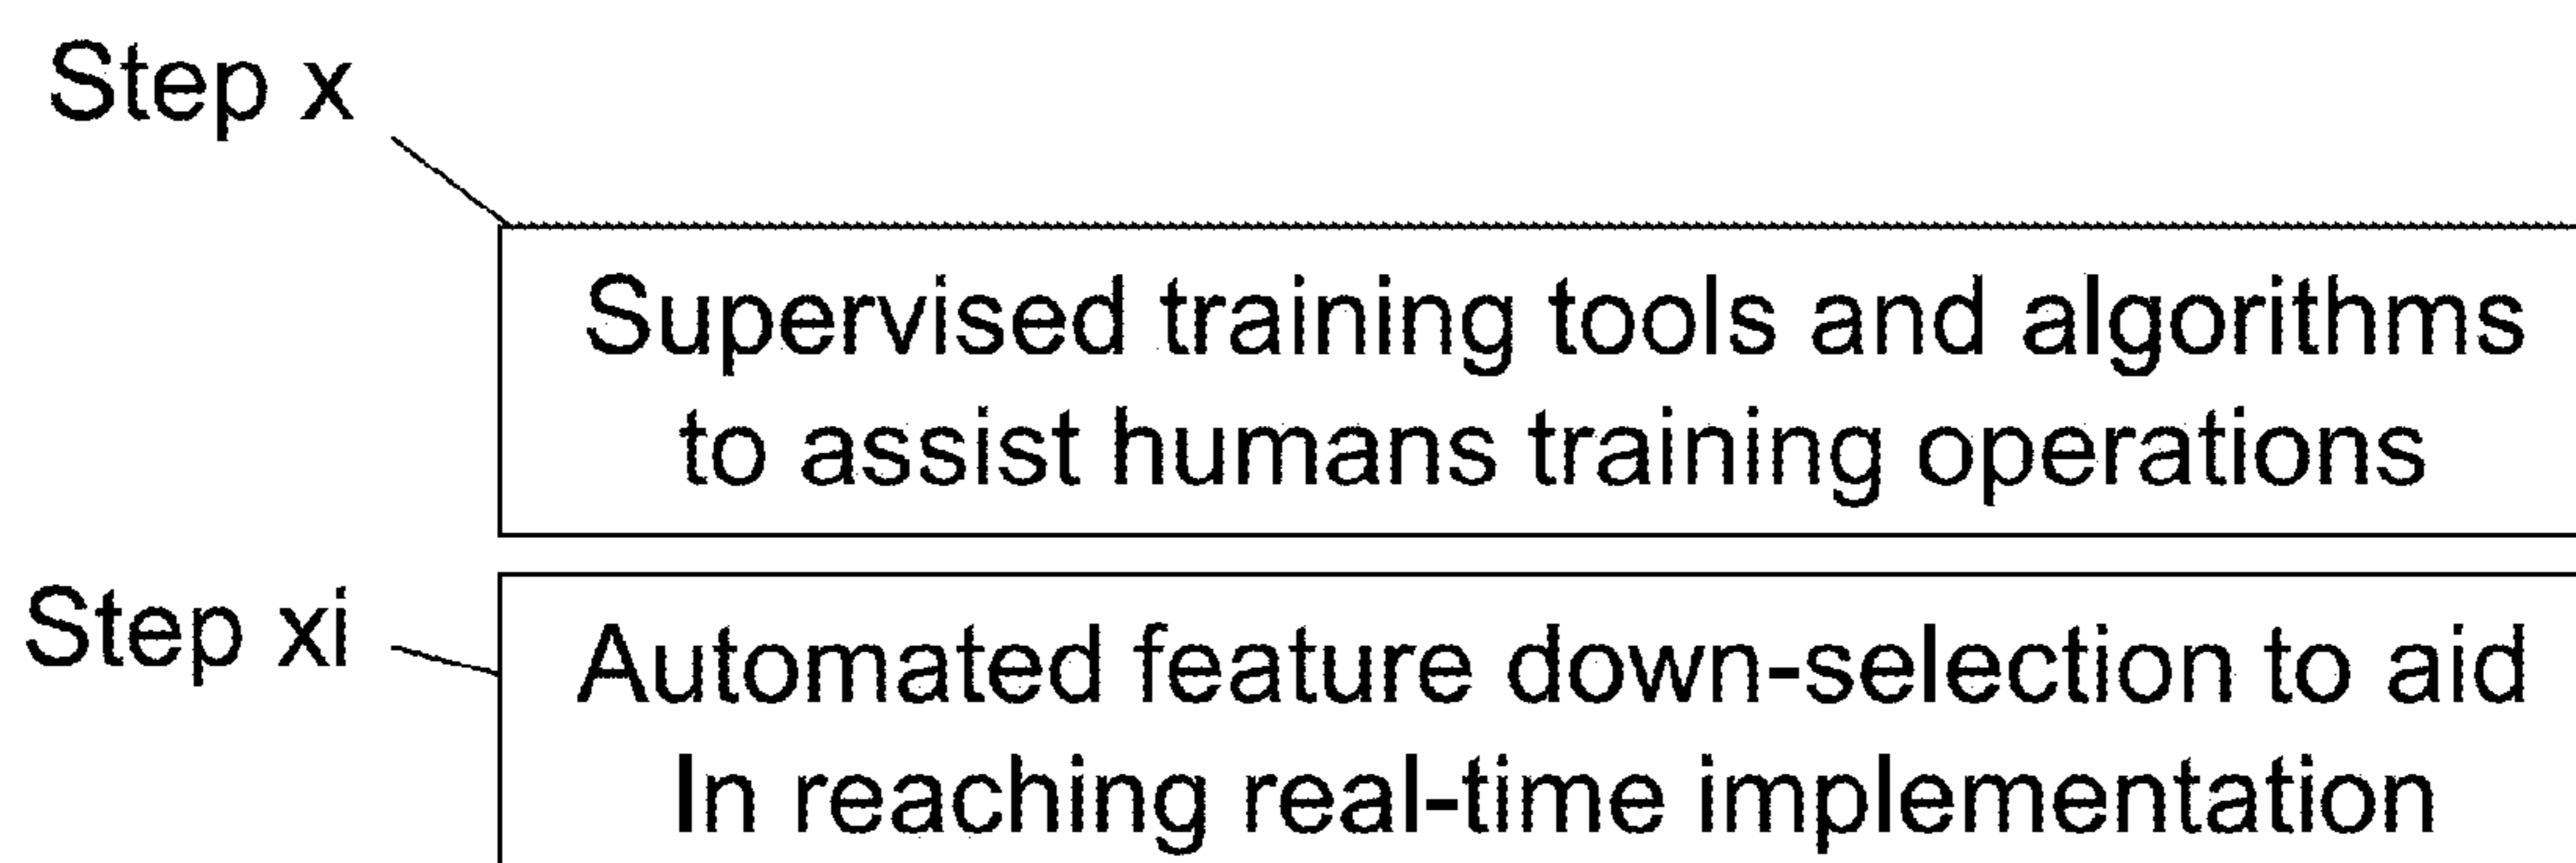 Step x
Supervised training tools and algorithms
to assist humans training operations
Step xi
Automated feature down-selection to aid
In reaching real-time implementation